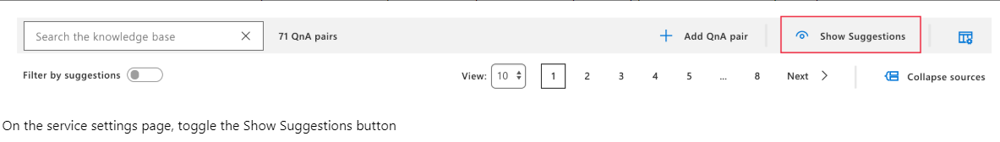 Search the knowledge base 71 QnA pairs Add QnA pair Show Suggestions
Filter by suggestions View: 10 1 2 3 4 5 ... 8 Next Collapse sources
On the service settings page, toggle the Show Suggestions button